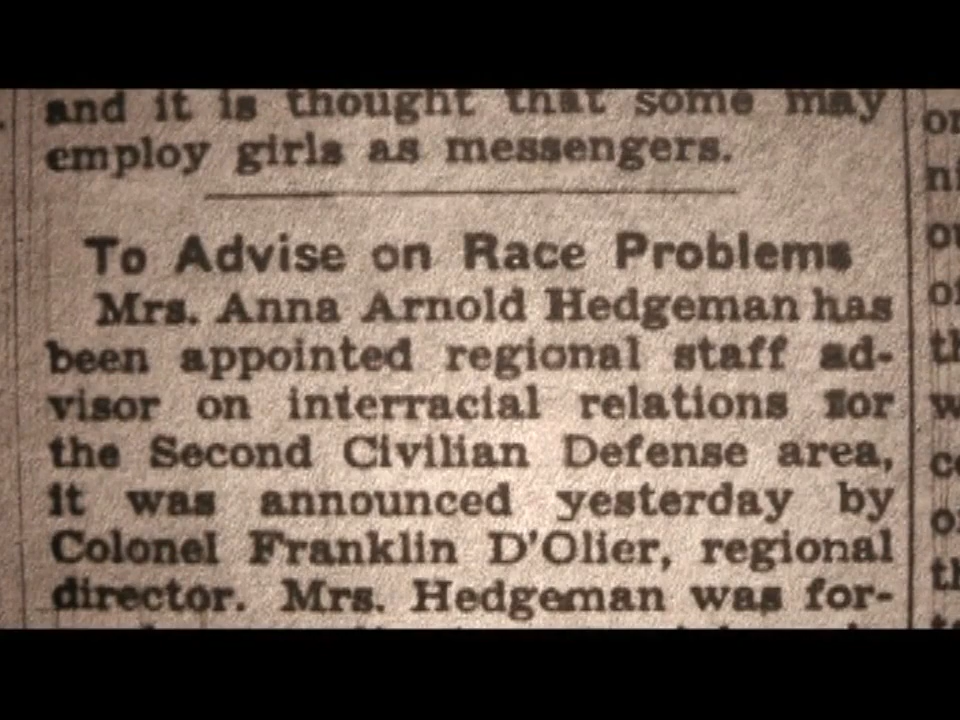 and it is thought that some may
employ girls as messengers.
To Advise on Race Problems
Mrs. Anna Arnold Hedgeman has
been appointed regional staff ad-
visor on interracial relations for
the Second Civilian Defense area,
it was announced yesterday by
Colonel Franklin D'Olier, regional
director. Mrs. Hedgeman was for-